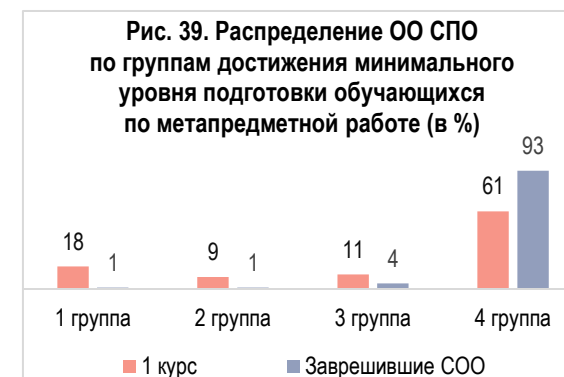 Рис. 39. Распределение ОО СПО
по группам достижения минимального
уровня подготовки обучающихся
по метапредметной работе (в %)
93
61
18
9
11
1
1
4
1 группа 2 группа 3 группа 4 группа
1 курс Заврешившие СОО